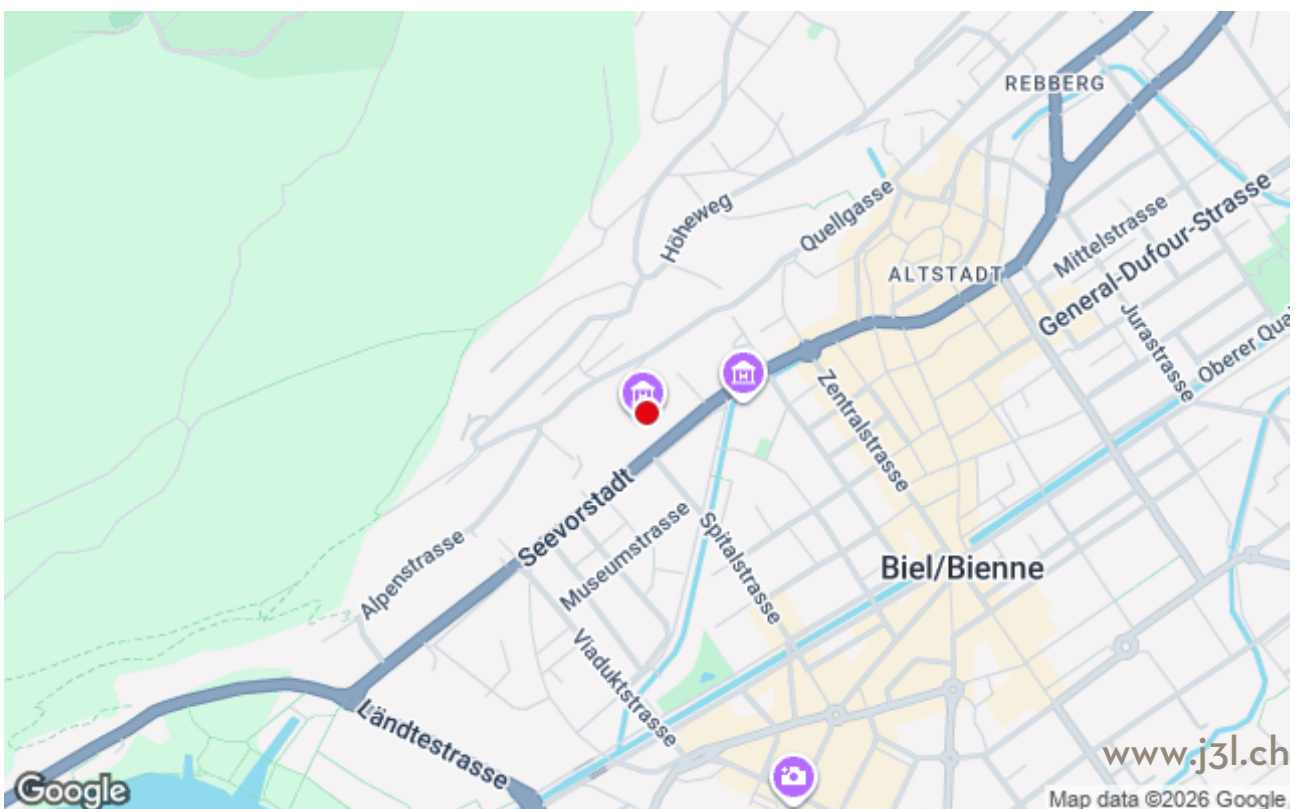 REBBERG
Höheweg
Quellgasse
Mittelstrasse
General-Dufour-Strasse
ALTSTADT
Jurastrasse
Oberer Qua
Zentralstrasse
Seevorstadt
Museumstrasse
Spitalstrasse
Alpenstrasse
Biel/Bienne
Viaduktstrasse
Ländtestrasse
www.j3l.ch
Google
Map data ©2026 Google